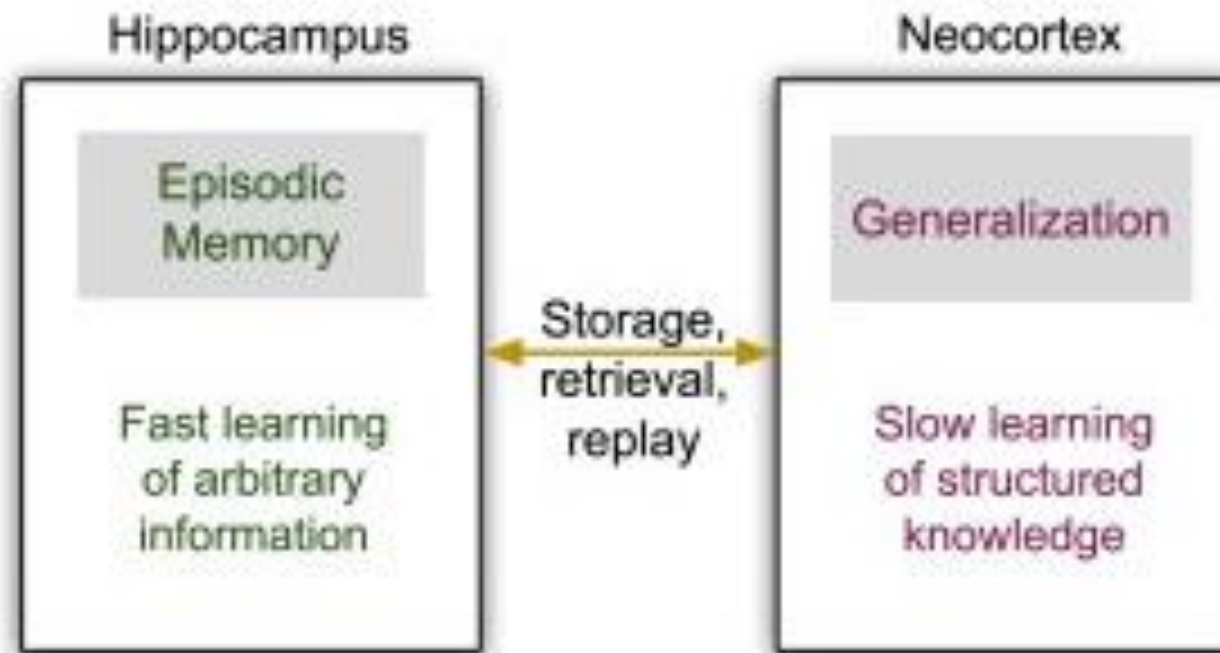 Hippocampus
Episodic
Memory
Fast learning
of arbitrary
information
Storage,
retrieval,
replay
Neocortex
Generalization
Slow learning
of structured
knowledge